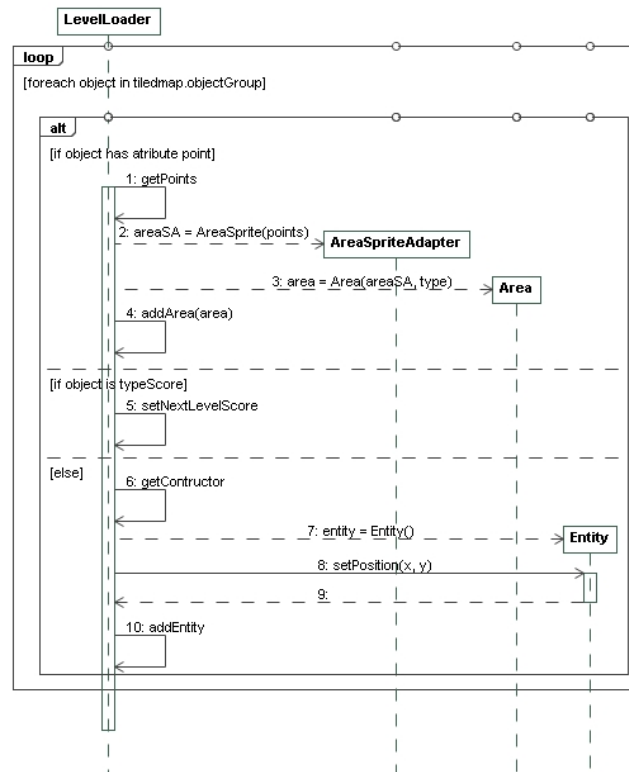 LevelLoader
loop
[foreach object in tiledmap.objectGroup]
alt
[if object has atribute point]
1: getPoints
2: areaSA = AreaSprite(points)
AreaSpriteAdapter
3: area = Area(areaSA, type)
Area
4: addArea(area)
[if object is typeScore]
5: setNextLevelScore
[else]
6: getContructor
7: entity = Entity()
Entity
8: setPosition(x, y)
9:
10: addEntity